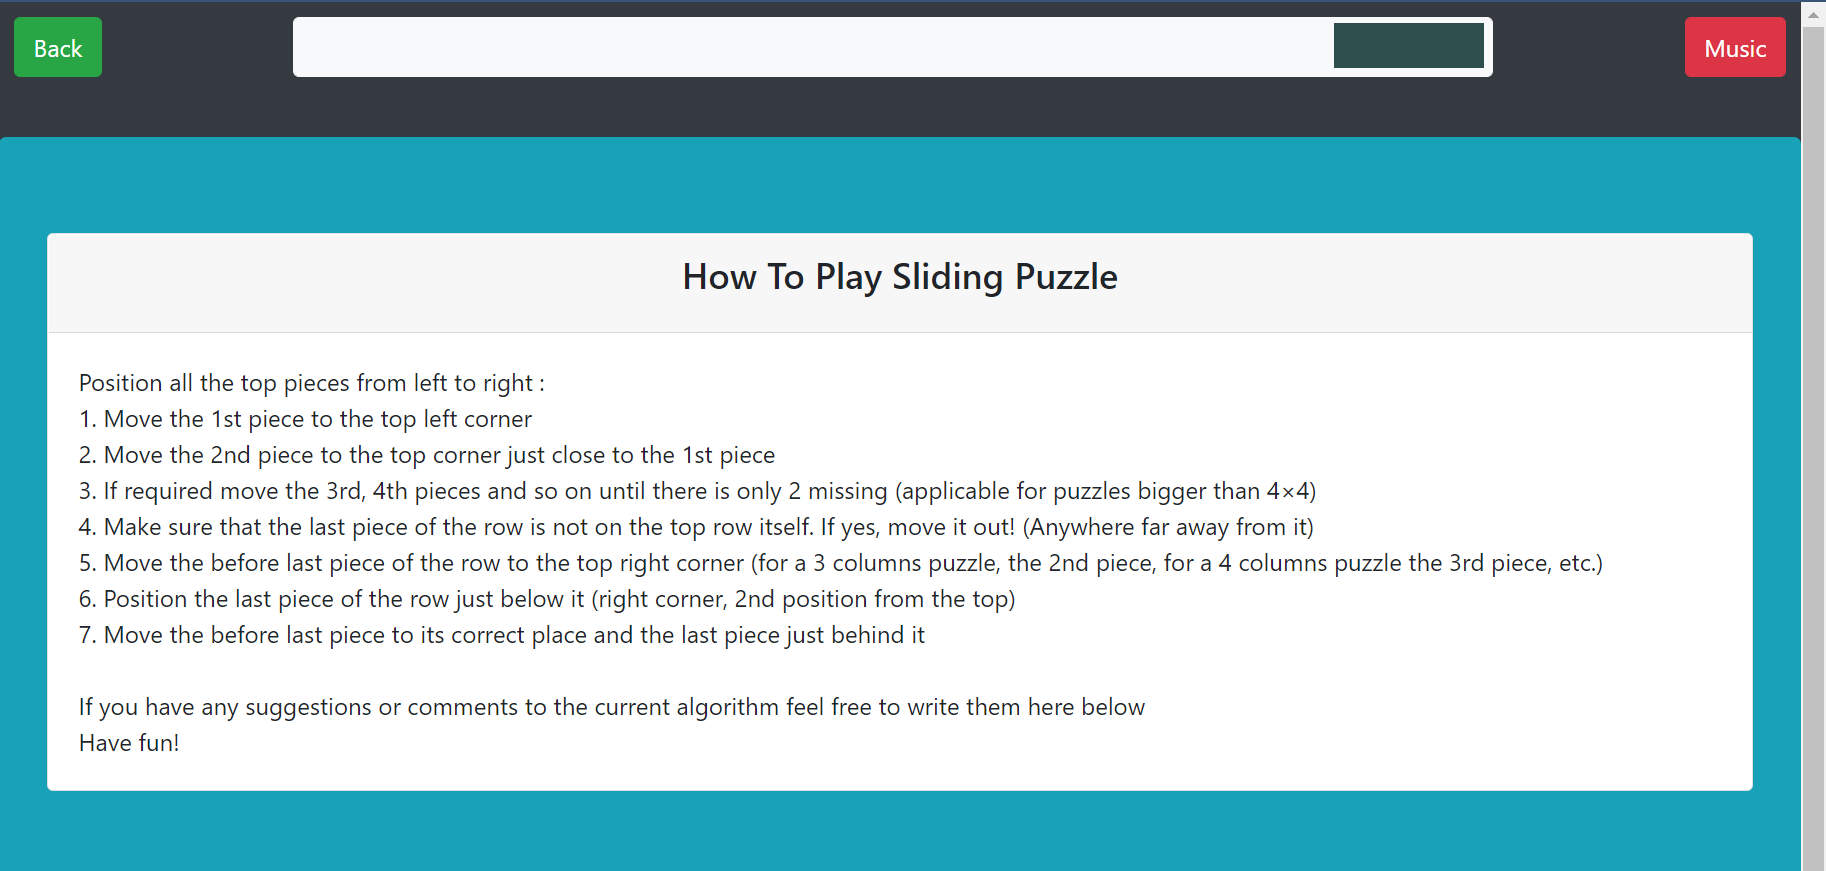 Back
Music
How To Play Sliding Puzzle
Position all the top pieces from left to right :
1. Move the 1st piece to the top left corner
2. Move the 2nd piece to the top corner just close to the 1st piece
3. If required move the 3rd, 4th pieces and so on until there is only 2 missing (applicable for puzzles bigger than 4×4)
4. Make sure that the last piece of the row is not on the top row itself. If yes, move it out! (Anywhere far away from it)
5. Move the before last piece of the row to the top right corner (for a 3 columns puzzle, the 2nd piece, for a 4 columns puzzle the 3rd piece, etc.)
6. Position the last piece of the row just below it (right corner, 2nd position from the top)
7. Move the before last piece to its correct place and the last piece just behind it
If you have any suggestions or comments to the current algorithm feel free to write them here below
Have fun!